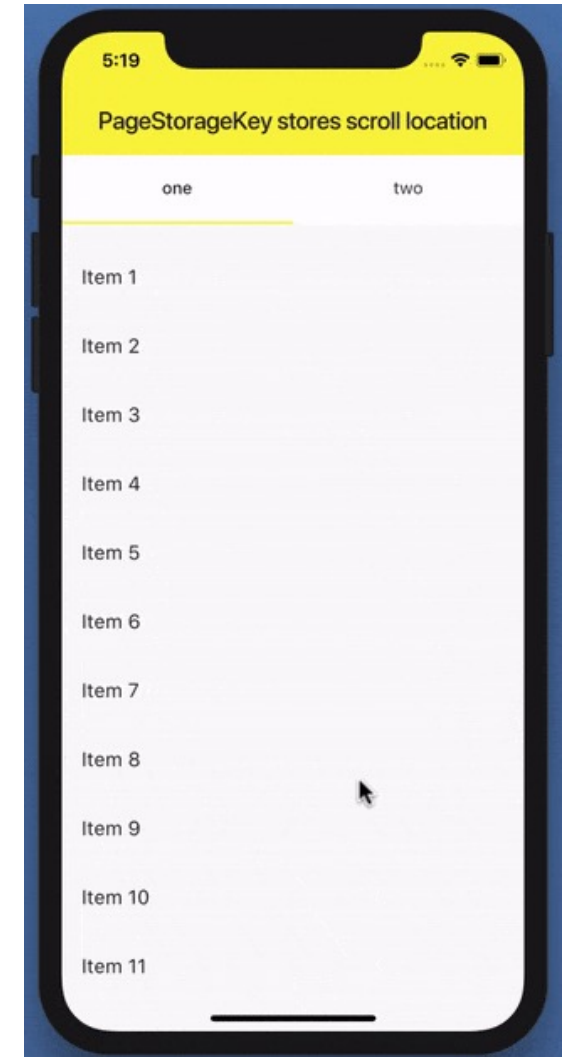 5:19
PageStorageKey stores scroll location
one two
Item 1
Item 2
Item 3
Item 4
Item 5
Item 6
Item 7
Item 8
Item 9
Item 10
Item 11